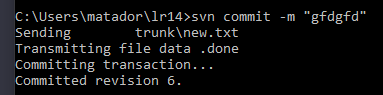 C:\Users\matador\lr14>svn commit -m "gfdgfd"
Sending        trunk\new.txt
Transmitting file data .done
Committing transaction...
Committed revision 6.